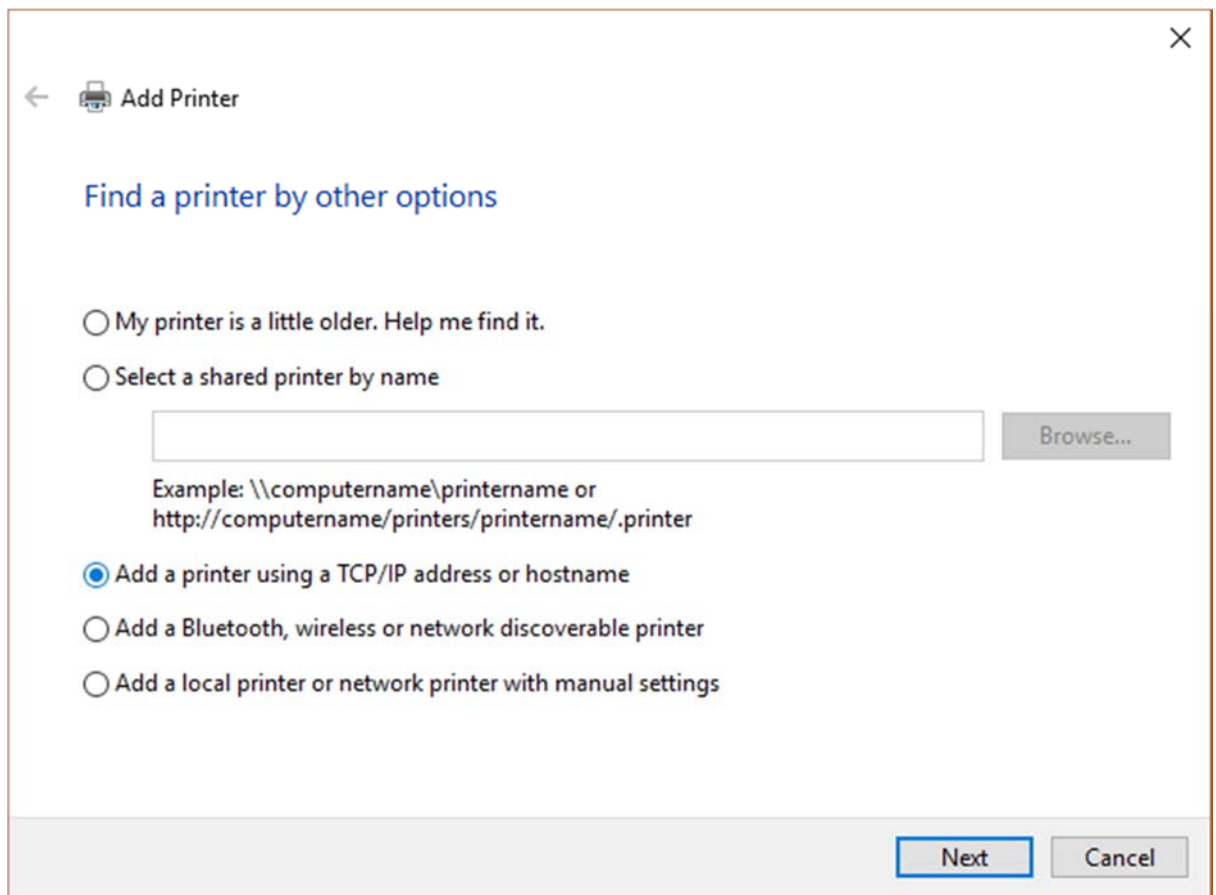 Add Printer
Find a printer by other options
My printer is a little older. Help me find it.
Select a shared printer by name
Browse...
Example: \\computername\printername or
http://computername/printers/printername/.printer
Add a printer using a TCP/IP address or hostname
Add a Bluetooth, wireless or network discoverable printer
Add a local printer or network printer with manual settings
Next
Cancel